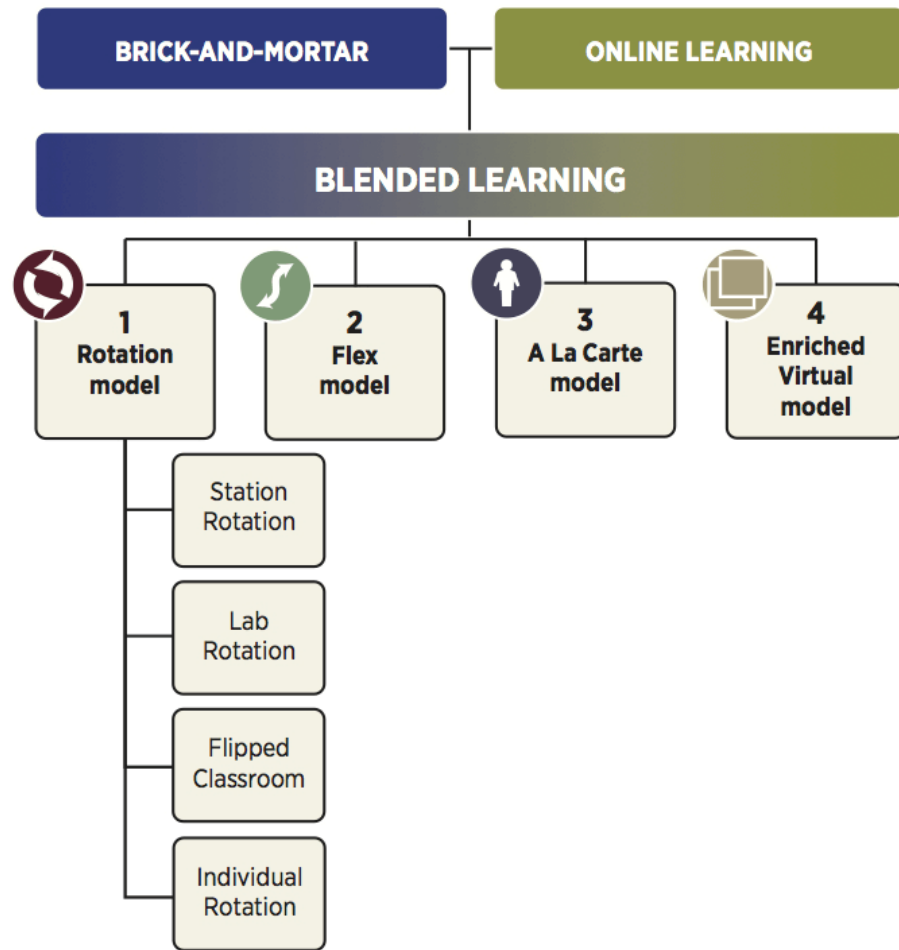 BRICK-AND-MORTAR
ONLINE LEARNING
BLENDED LEARNING
1
Rotation
model
2
Flex
model
3
A La Carte
model
4
Enriched
Virtual
model
Station
Rotation
Lab
Rotation
Flipped
Classroom
Individual
Rotation